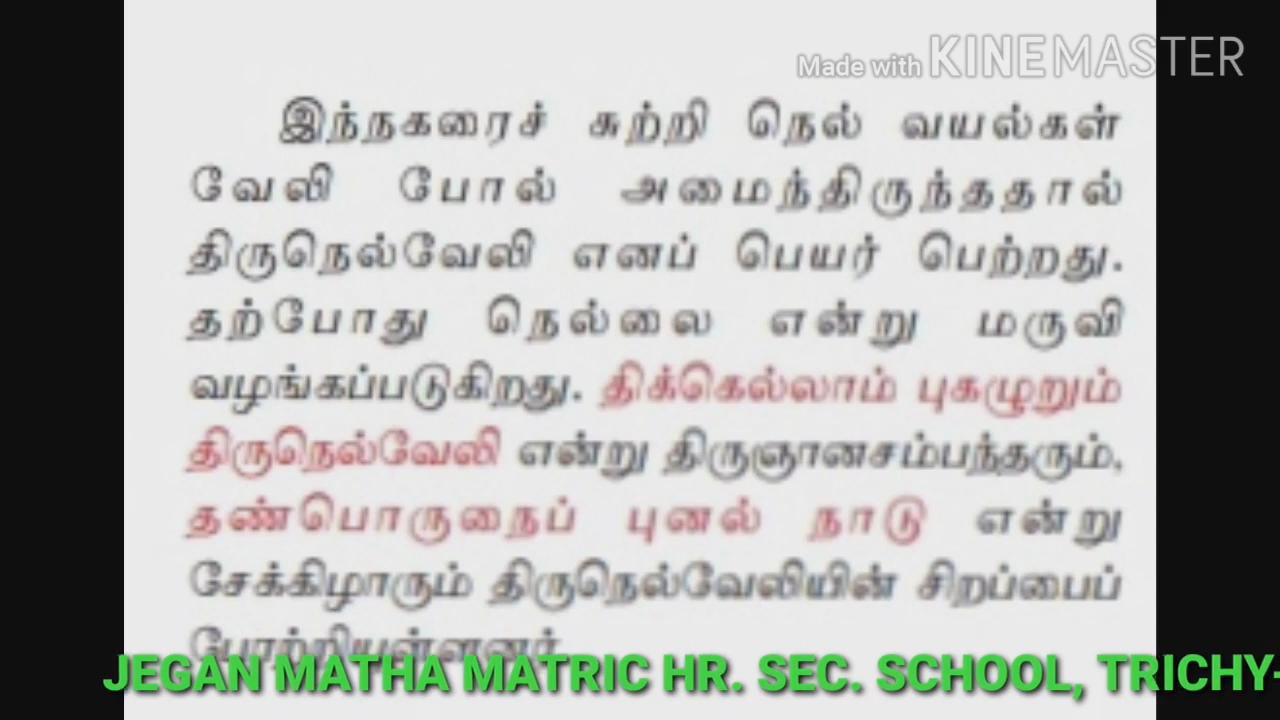 Made with KINEMASTER
இந்நகரைச் சுற்றி நெல் வயல்கள்
வேலி போல் அமைந்திருந்ததால்
திருநெல்வேலி எனப் பெயர் பெற்றது.
தற்போது நெல்லை என்று மருவி
வழங்கப்படுகிறது. திக்கெல்லாம் புகழுறும்
திருநெல்வேலி என்று திருஞானசம்பந்தரும்,
தண்பொருநைப் புனல் நாடு என்று
சேக்கிழாரும் திருநெல்வேலியின் சிறப்பைப்
போற்றியுள்ளனர்
JEGAN MATHA MATRIC HR. SEC. SCHOOL, TRICHY-